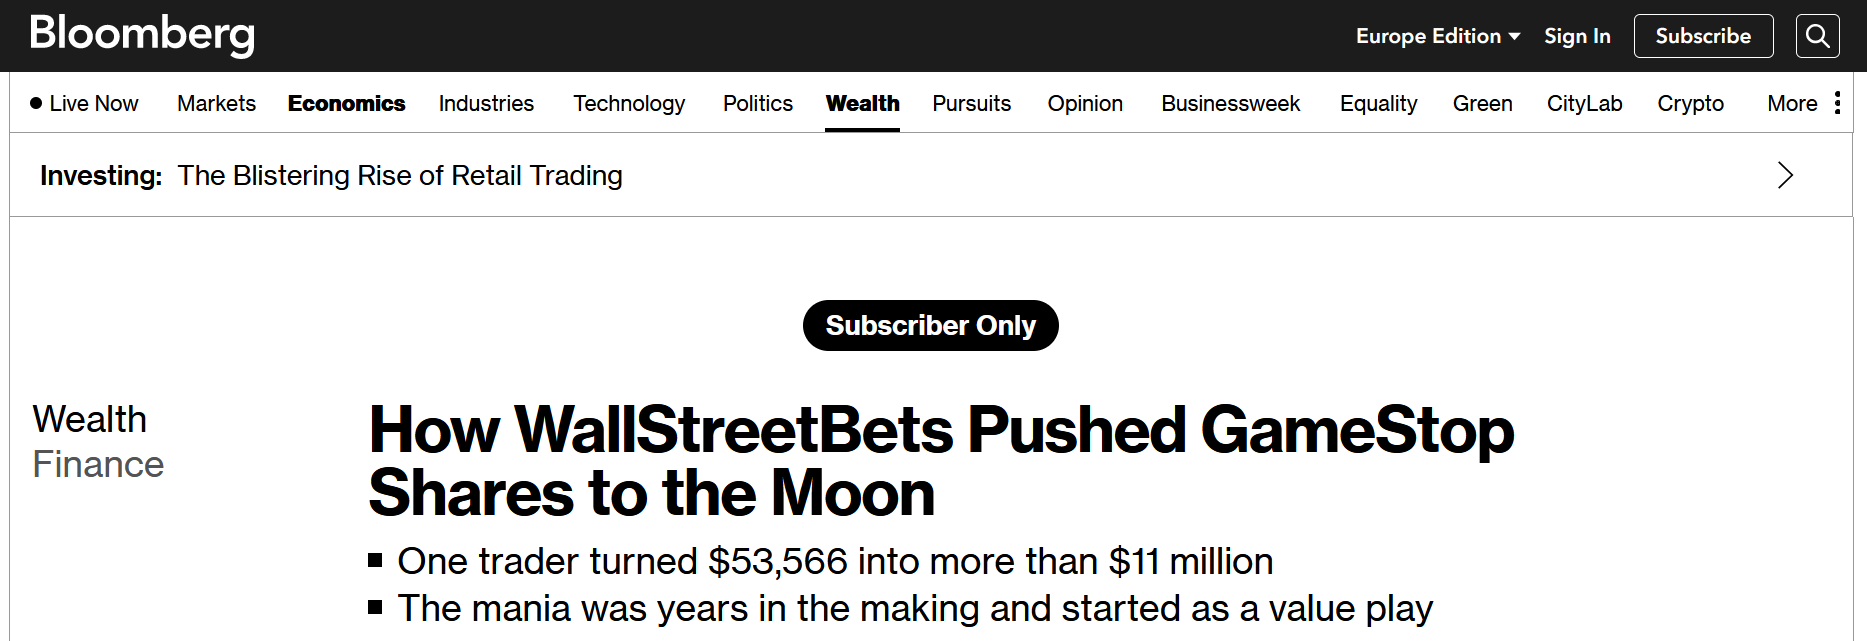 Bloomberg
Europe Edition Sign In Subscribe
Live Now Markets Economics Industries Technology Politics Wealth Pursuits Opinion Businessweek Equality Green CityLab Crypto More
Investing: The Blistering Rise of Retail Trading
Subscriber Only
Wealth
Finance
How WallStreetBets Pushed GameStop
Shares to the Moon
One trader turned $53,566 into more than $11 million
The mania was years in the making and started as a value play